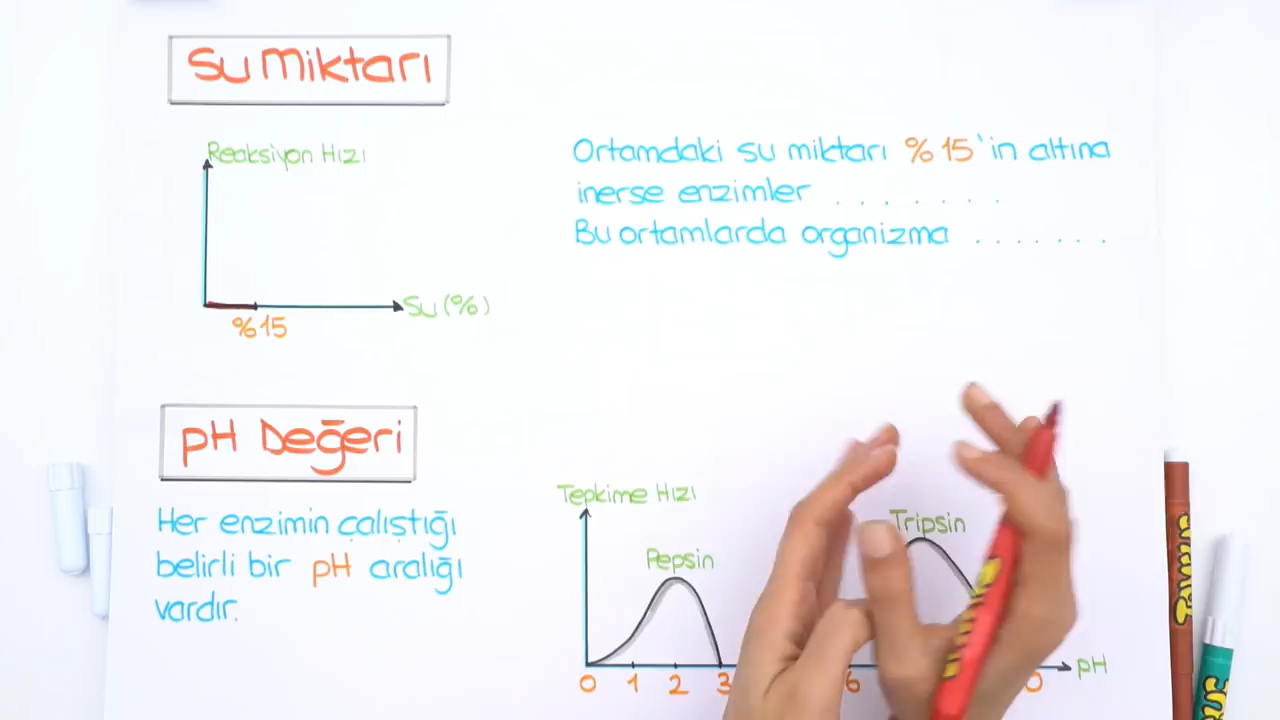 Su Miktarı
Reaksiyon Hızı
Su (%)
%15
Ortamdaki su miktarı %15'in altına
inerse enzimler . . . . . . .
Bu ortamlarda organizma . . . . . . .
pH Değeri
Her enzimin çalıştığı
belirli bir pH aralığı
vardır.
Tepkime Hızı
Pepsin
Tripsin
0 1 2 3 6
pH